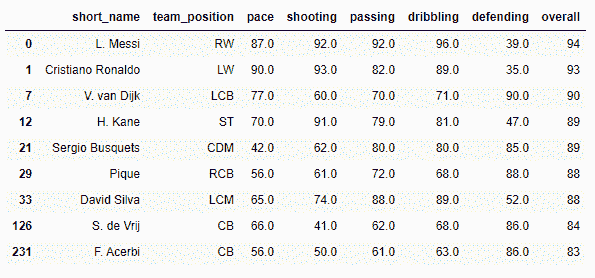 short_name team_position pace shooting passing dribbling defending overall
0 L. Messi RW 87.0 92.0 92.0 96.0 39.0 94
1 Cristiano Ronaldo LW 90.0 93.0 82.0 89.0 35.0 93
7 V. van Dijk LCB 77.0 60.0 70.0 71.0 90.0 90
12 H. Kane ST 70.0 91.0 79.0 81.0 47.0 89
21 Sergio Busquets CDM 42.0 62.0 80.0 80.0 85.0 89
29 Pique RCB 56.0 61.0 72.0 68.0 88.0 88
33 David Silva LCM 65.0 74.0 88.0 89.0 52.0 88
126 S. de Vrij CB 66.0 41.0 62.0 68.0 86.0 84
231 F. Acerbi CB 56.0 50.0 61.0 63.0 86.0 83